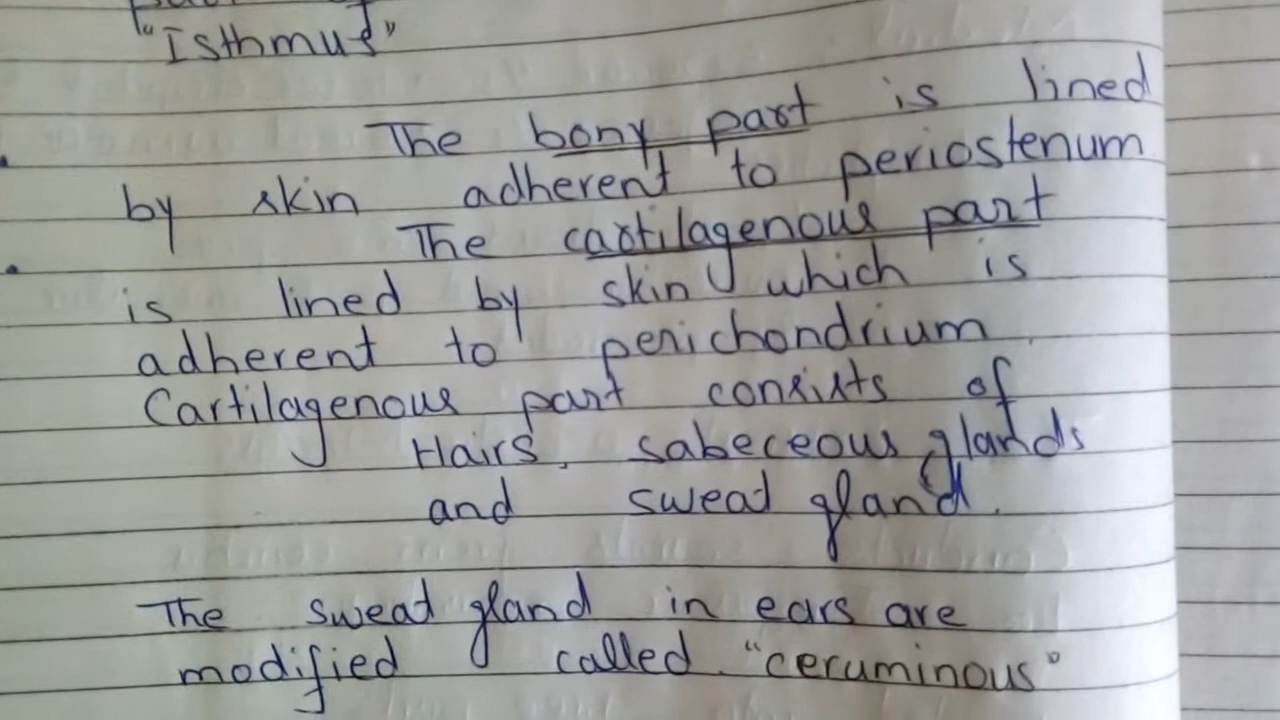 "Isthmus"
The bony part is lined
by skin adherent to periostenum
The cartilagenous part
is lined by skin which is
adherent to perichondrium
Cartilagenous part consists of
Hairs, sabeceous glands
and sweat gland.
The sweat gland in ears are
modified called "ceruminous"